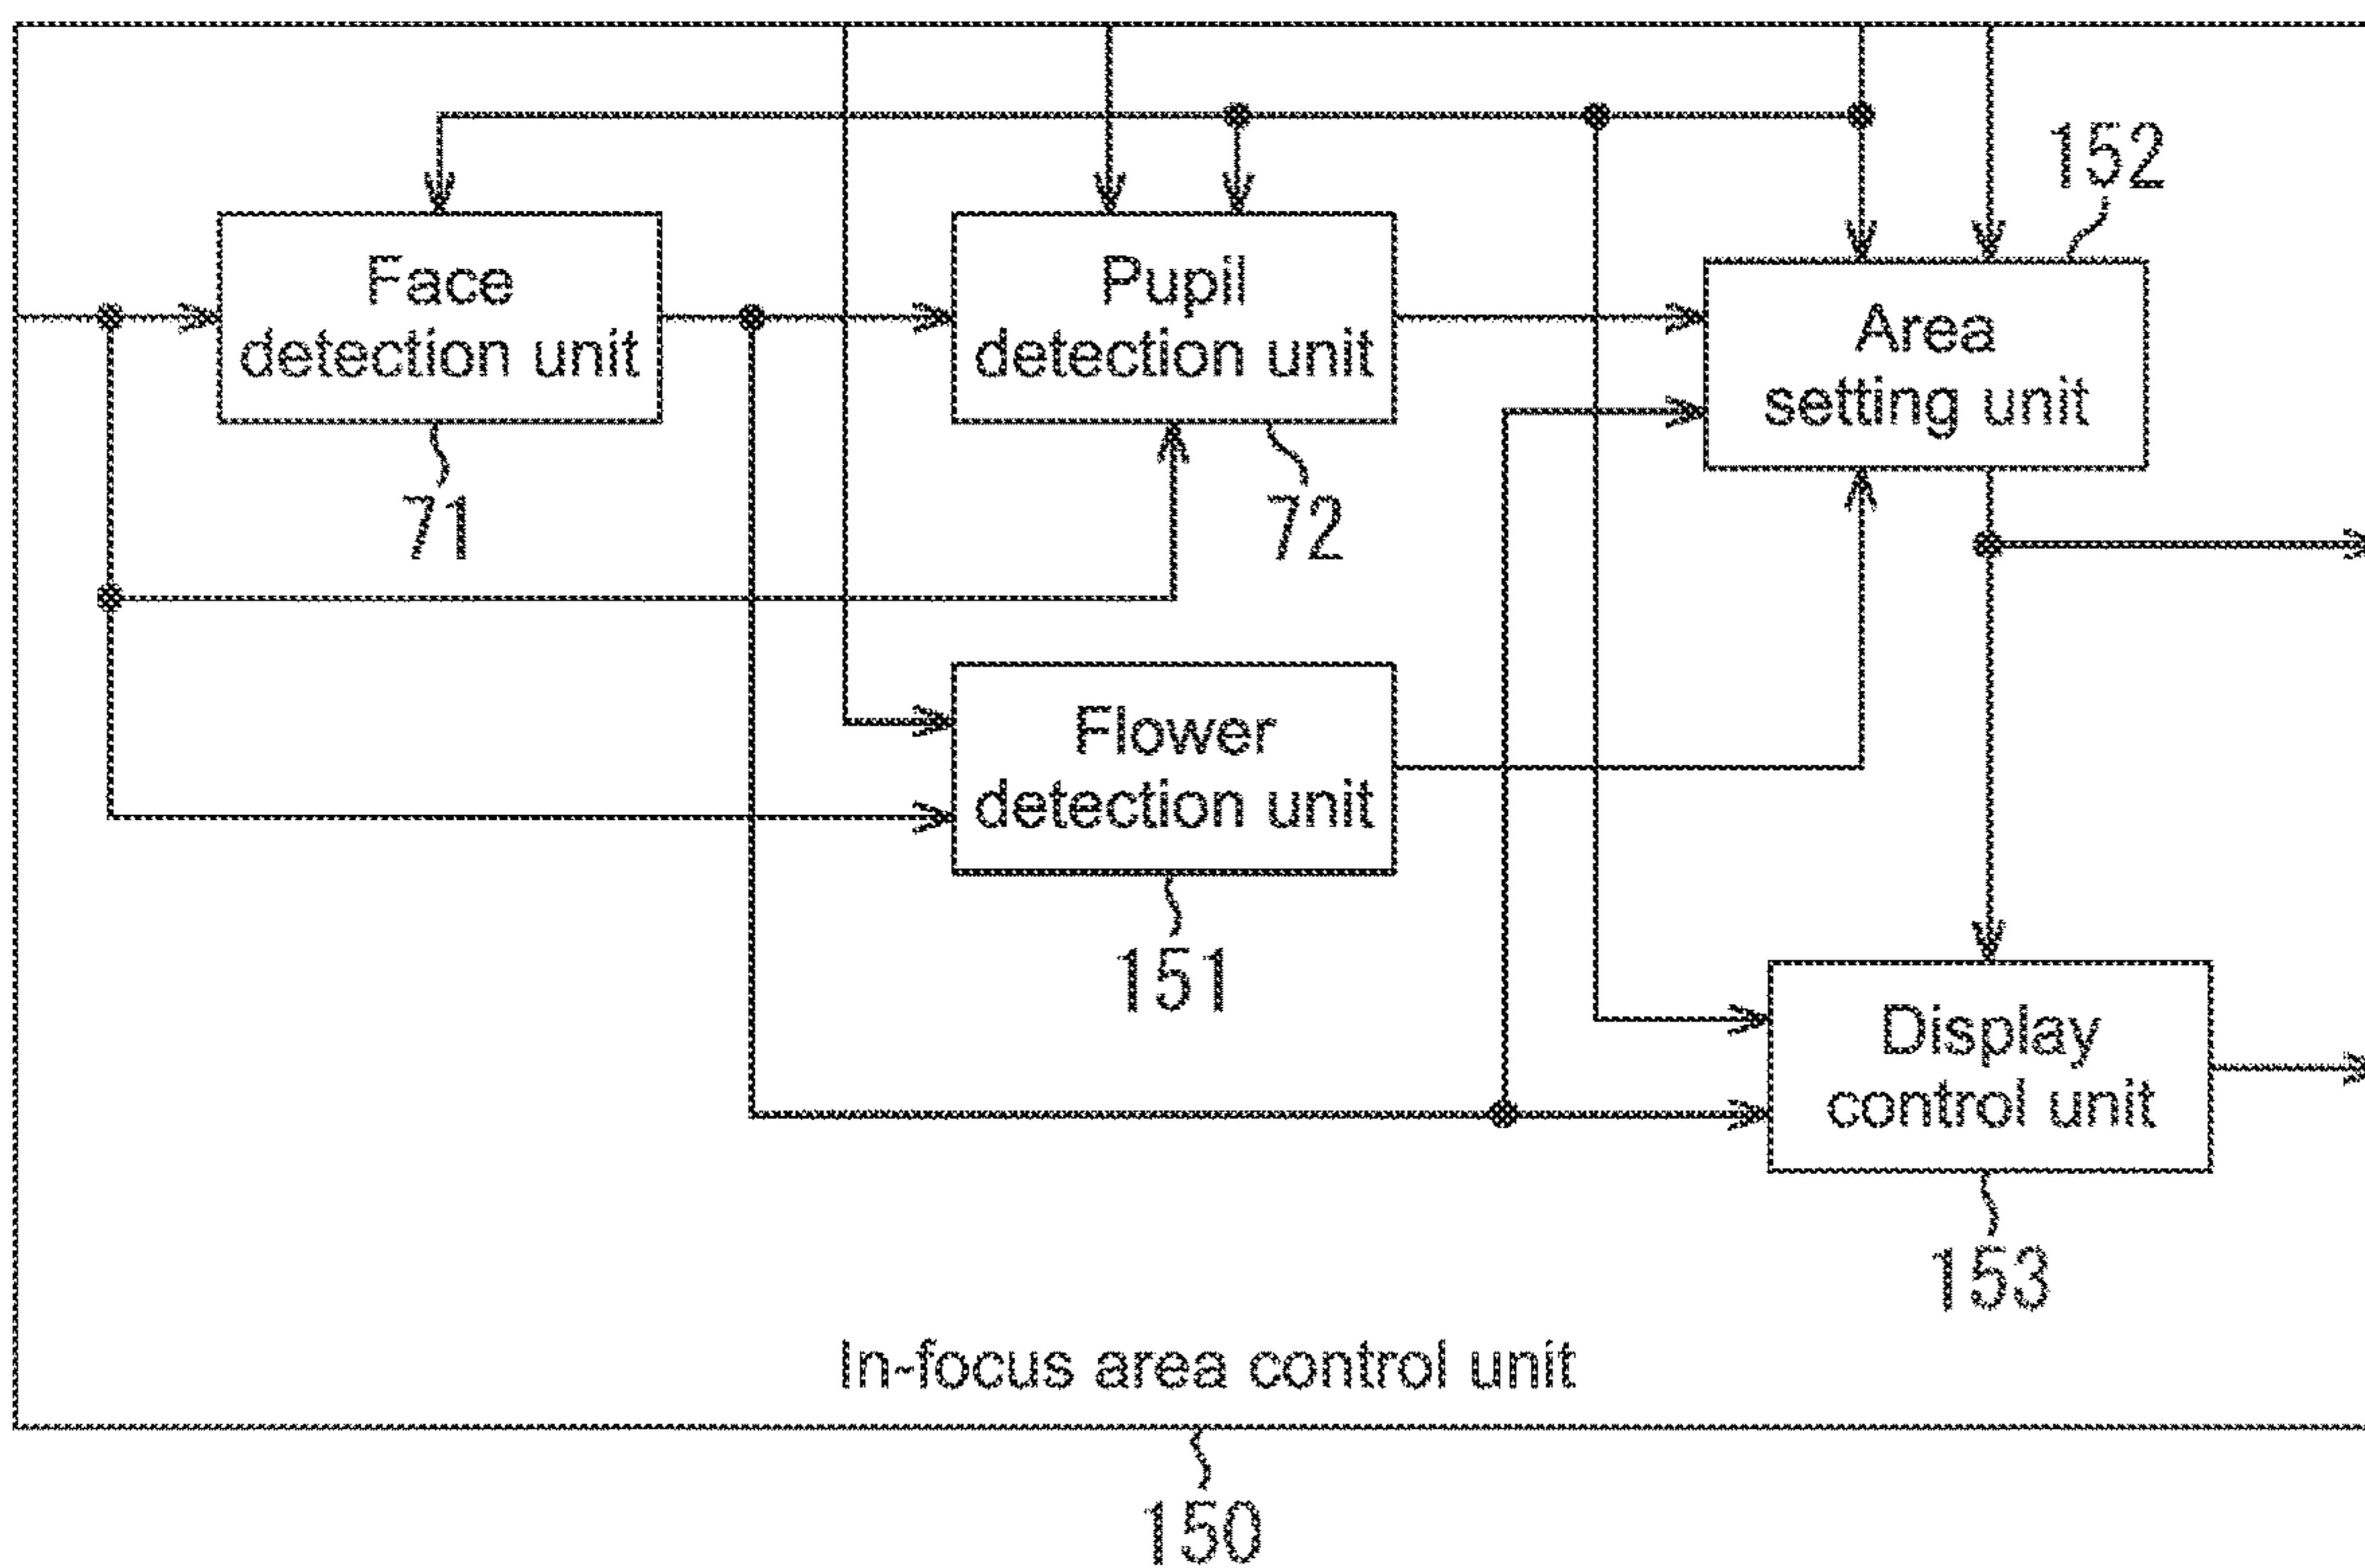 152
Face
detection unit
71
Pupil
detection unit
72
Area
setting unit
Flower
detection unit
151
Display
control unit
153
In-focus area control unit
150